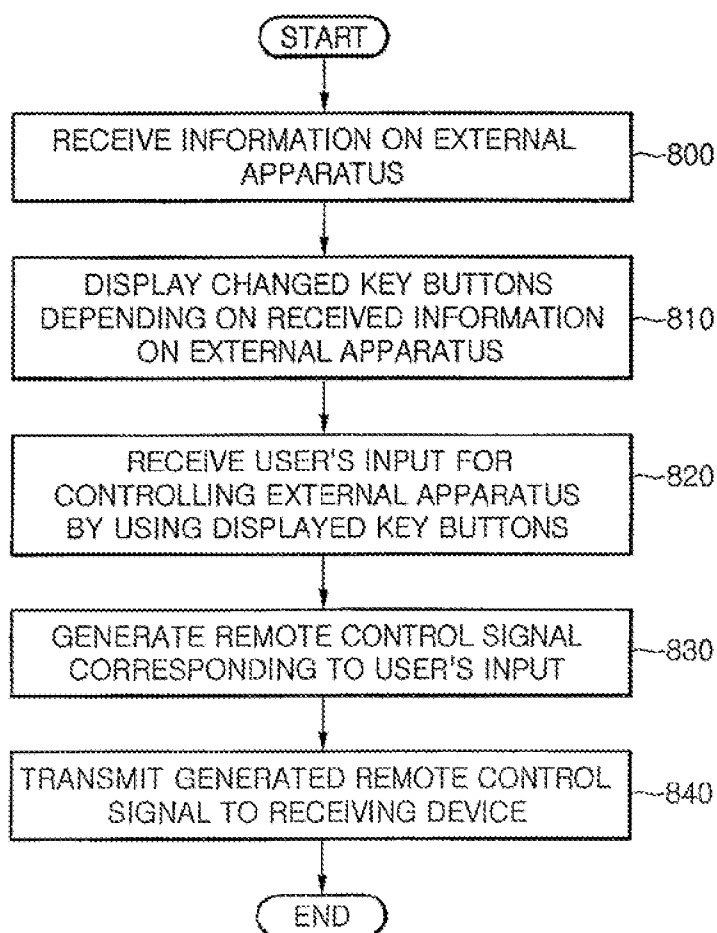 START
RECEIVE INFORMATION ON EXTERNAL
APPARATUS
800
DISPLAY CHANGED KEY BUTTONS
DEPENDING ON RECEIVED INFORMATION
ON EXTERNAL APPARATUS
810
RECEIVE USER'S INPUT FOR
CONTROLLING EXTERNAL APPARATUS
BY USING DISPLAYED KEY BUTTONS
820
GENERATE REMOTE CONTROL SIGNAL
CORRESPONDING TO USER'S INPUT
830
TRANSMIT GENERATED REMOTE CONTROL
SIGNAL TO RECEIVING DEVICE
840
END